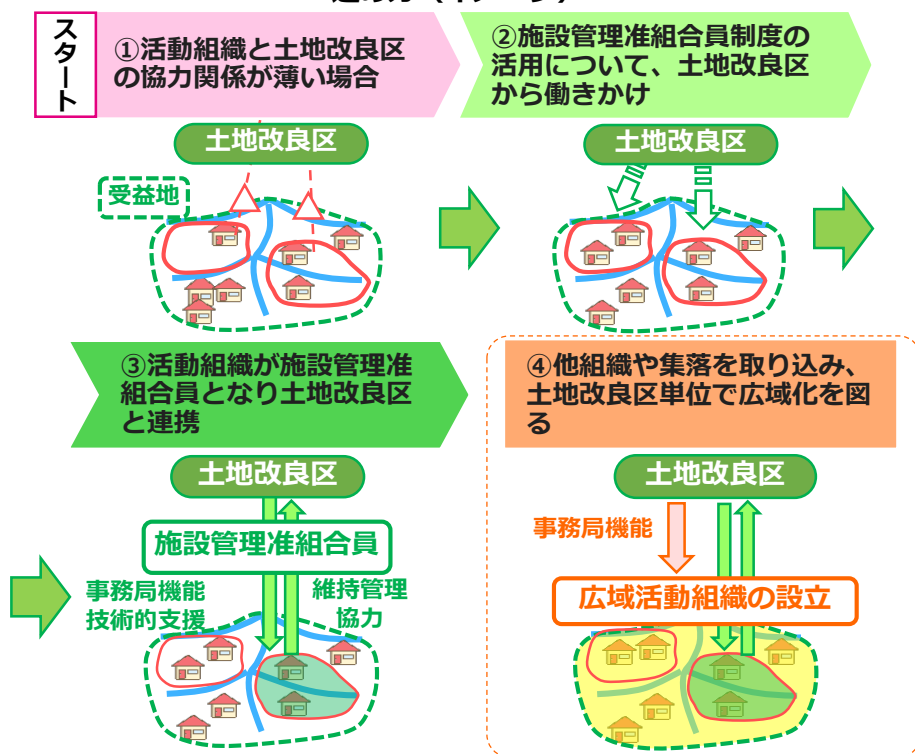 スタート
①活動組織と土地改良区
の協力関係が薄い場合
②施設管理准組合員制度の
活用について、土地改良区
から働きかけ
土地改良区
受益地
土地改良区
③活動組織が施設管理准
組合員となり土地改良区
と連携
土地改良区
施設管理准組合員
事務局機能
技術的支援
維持管理
協力
④他組織や集落を取り込み、
土地改良区単位で広域化を図
る
土地改良区
事務局機能
広域活動組織の設立